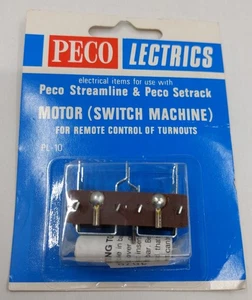 PECO LECTRICS
electrical items for use with
Peco Streamline & Peco Setrack
MOTOR (SWITCH MACHINE)
FOR REMOTE CONTROL OF TURNOUTS
PL-10